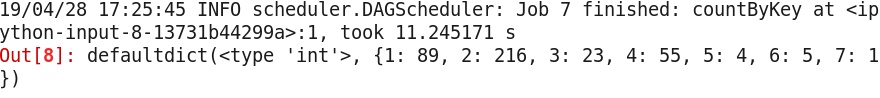 19/04/28 17:25:45 INFO scheduler.DAGScheduler: Job 7 finished: countByKey at <ip
ython-input-8-13731b44299a>:1, took 11.245171 s
Out[8]: defaultdict(<type 'int'>, {1: 89, 2: 216, 3: 23, 4: 55, 5: 4, 6: 5, 7: 1
})